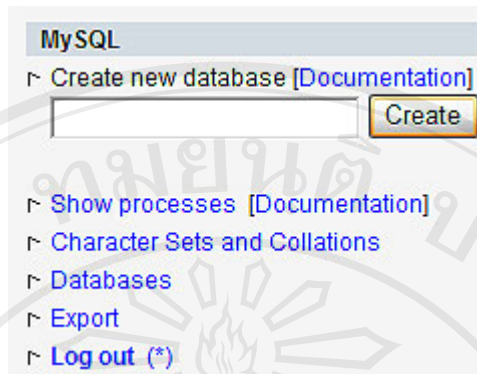 MySQL
Create new database [Documentation]
Create
Show processes [Documentation]
Character Sets and Collations
Databases
Export
Log out (*)